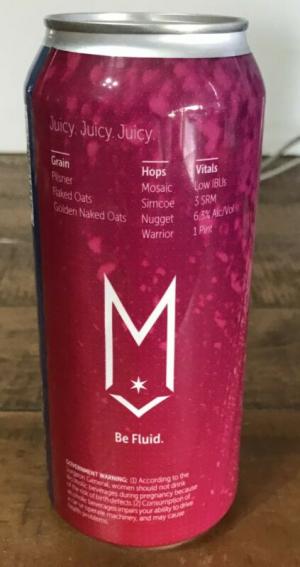 Juicy. Juicy. Juicy.
Grain
Pilsner
Flaked Oats
Golden Naked Oats
Hops
Mosaic
Simcoe
Nugget
Warrior
Vitals
Low IBUs
3 SRM
6.3% Alc/Vol
1 Pint
M
Be Fluid.
GOVERNMENT WARNING: (1) According to the
Surgeon General, women should not drink
alcoholic beverages during pregnancy because
of the risk of birth defects. (2) Consumption of
alcoholic beverages impairs your ability to drive
a car or operate machinery, and may cause
health problems.